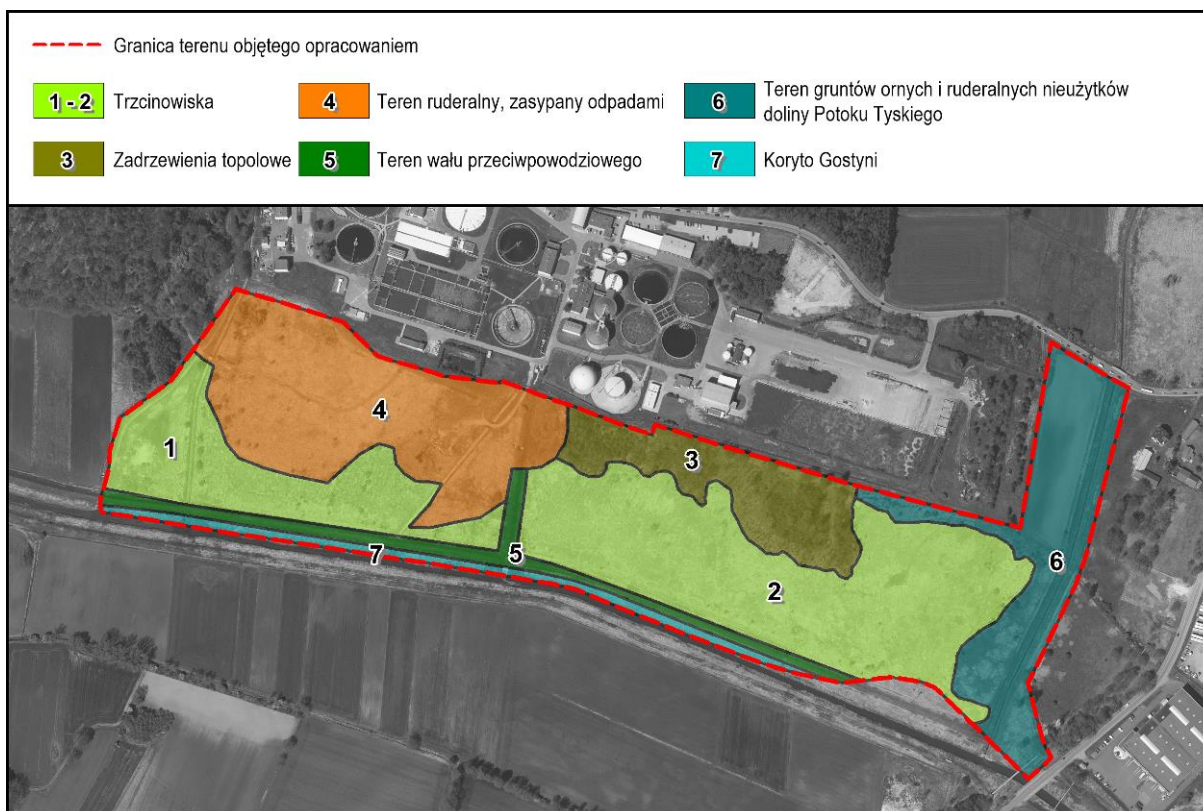 Granica terenu objętego opracowaniem
1 - 2 Trzcinowiska
4 Teren ruderalny, zasypany odpadami
6 Teren gruntów ornych i ruderalnych nieużytków
doliny Potoku Tyskiego
3 Zadrzewienia topolowe
5 Teren wału przeciwpowodziowego
7 Koryto Gostyni
4
1
3
7
5
2
6